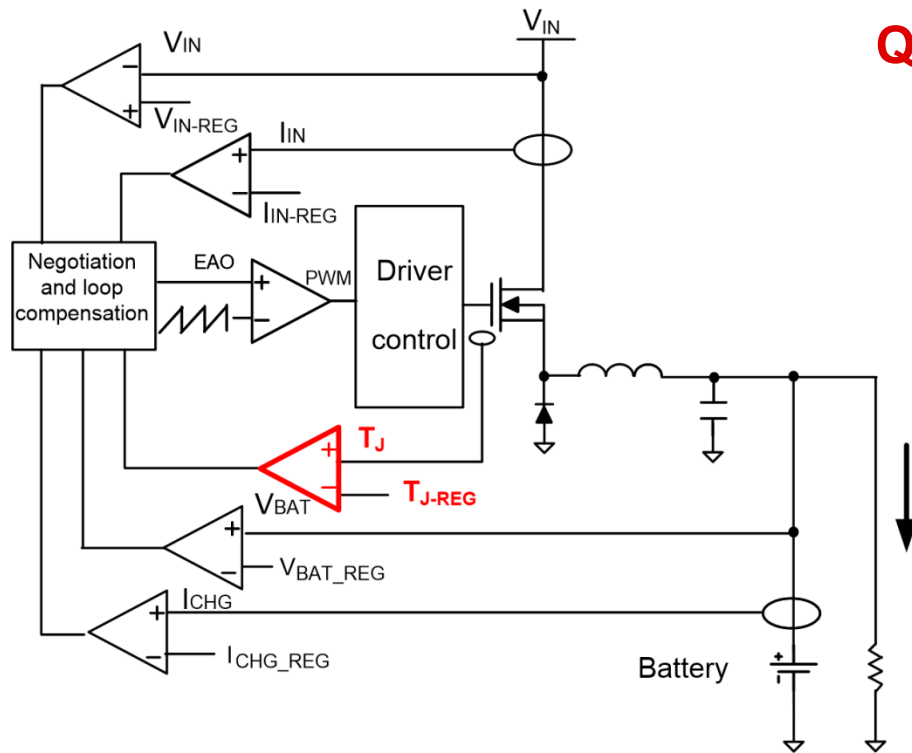 VIN
VIN
Q
− +
VIN-REG
IIN
+ −
IIN-REG
Negotiation
and loop
compensation
EAO
+ −
PWM
Driver
control
TJ
+ −
TJ-REG
VBAT
+ −
VBAT_REG
ICHG
+ −
ICHG_REG
Battery
+ -